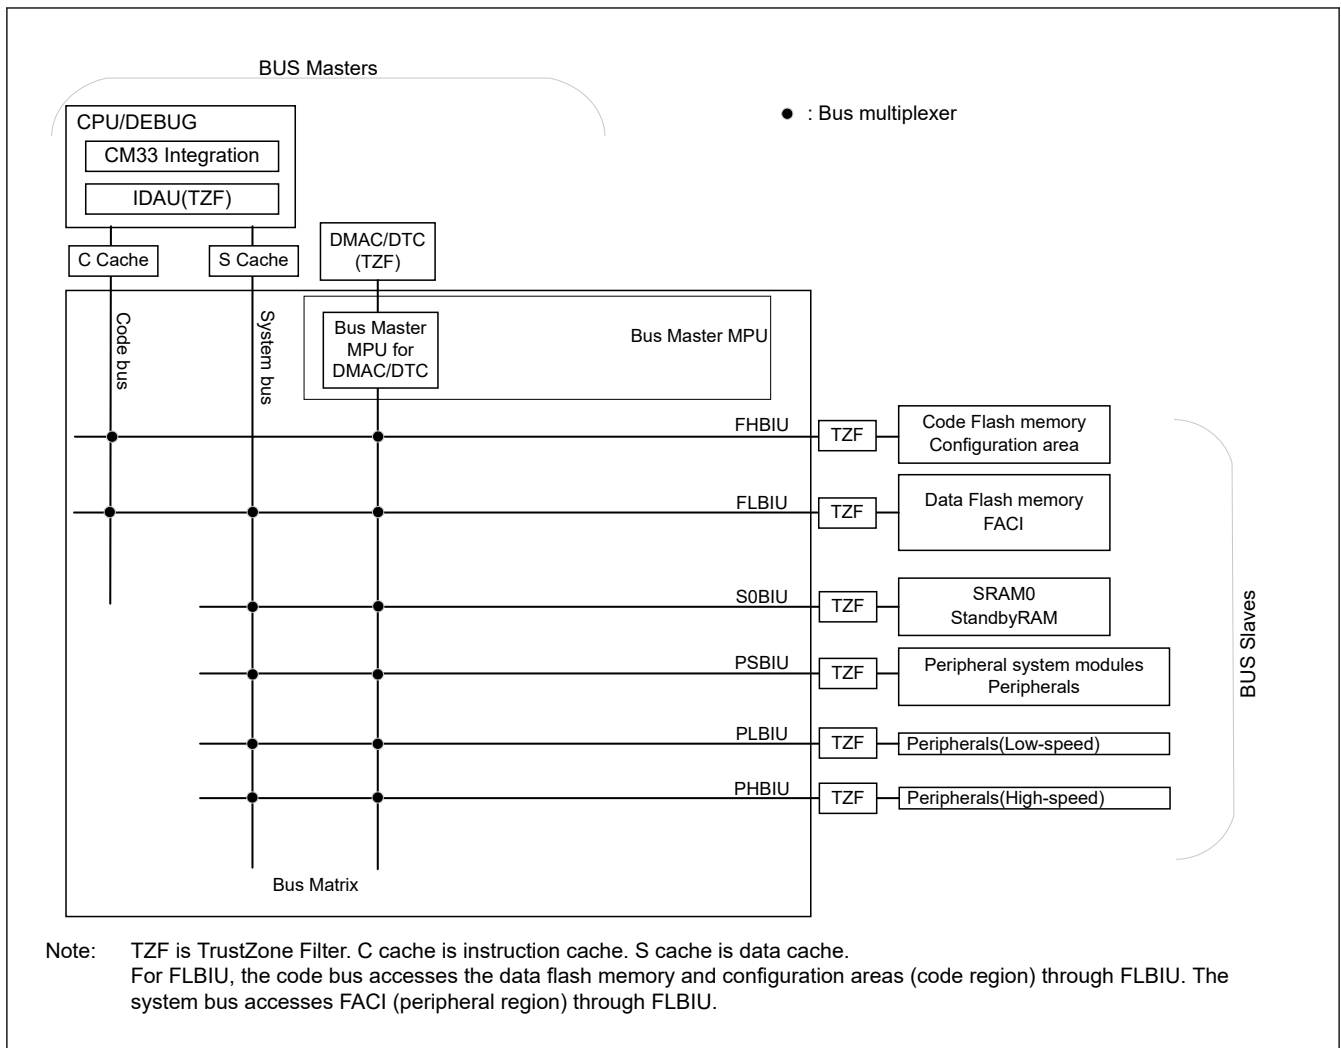 BUS Masters
● : Bus multiplexer
CPU/DEBUG
CM33 Integration
IDAU(TZF)
C Cache
S Cache
DMAC/DTC
(TZF)
Code bus
System bus
Bus Master
MPU for
DMAC/DTC
Bus Master MPU
FHBIU
TZF
Code Flash memory
Configuration area
FLBIU
TZF
Data Flash memory
FACI
S0BIU
TZF
SRAM0
StandbyRAM
PSBIU
TZF
Peripheral system modules
Peripherals
PLBIU
TZF
Peripherals(Low-speed)
PHBIU
TZF
Peripherals(High-speed)
BUS Slaves
Bus Matrix
Note: TZF is TrustZone Filter. C cache is instruction cache. S cache is data cache.
For FLBIU, the code bus accesses the data flash memory and configuration areas (code region) through FLBIU. The
system bus accesses FACI (peripheral region) through FLBIU.